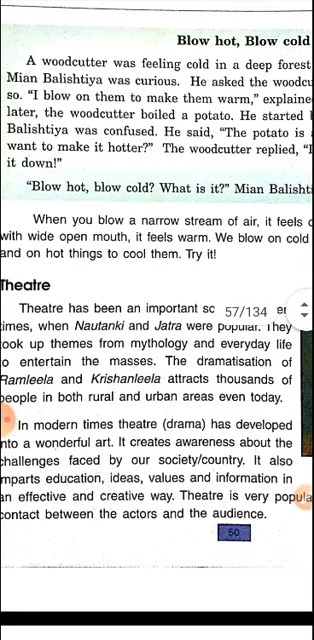 Blow hot, Blow cold
A woodcutter was feeling cold in a deep forest
Mian Balishtiya was curious. He asked the woodcu
so. "I blow on them to make them warm," explaine
later, the woodcutter boiled a potato. He started
Balishtiya was confused. He said, "The potato is
want to make it hotter?" The woodcutter replied, "I
it down!"
"Blow hot, blow cold? What is it?" Mian Balisht
When you blow a narrow stream of air, it feels
with wide open mouth, it feels warm. We blow on cold
and on hot things to cool them. Try it!
Theatre
Theatre has been an important sc 57/134
imes, when Nautanki and Jatra were popular. They
ook up themes from mythology and everyday life
o entertain the masses. The dramatisation of
Ramleela and Krishanleela attracts thousands of
people in both rural and urban areas even today.
In modern times theatre (drama) has developed
nto a wonderful art. It creates awareness about the
challenges faced by our society/country. It also
mparts education, ideas, values and information in
an effective and creative way. Theatre is very popula
contact between the actors and the audience.
50